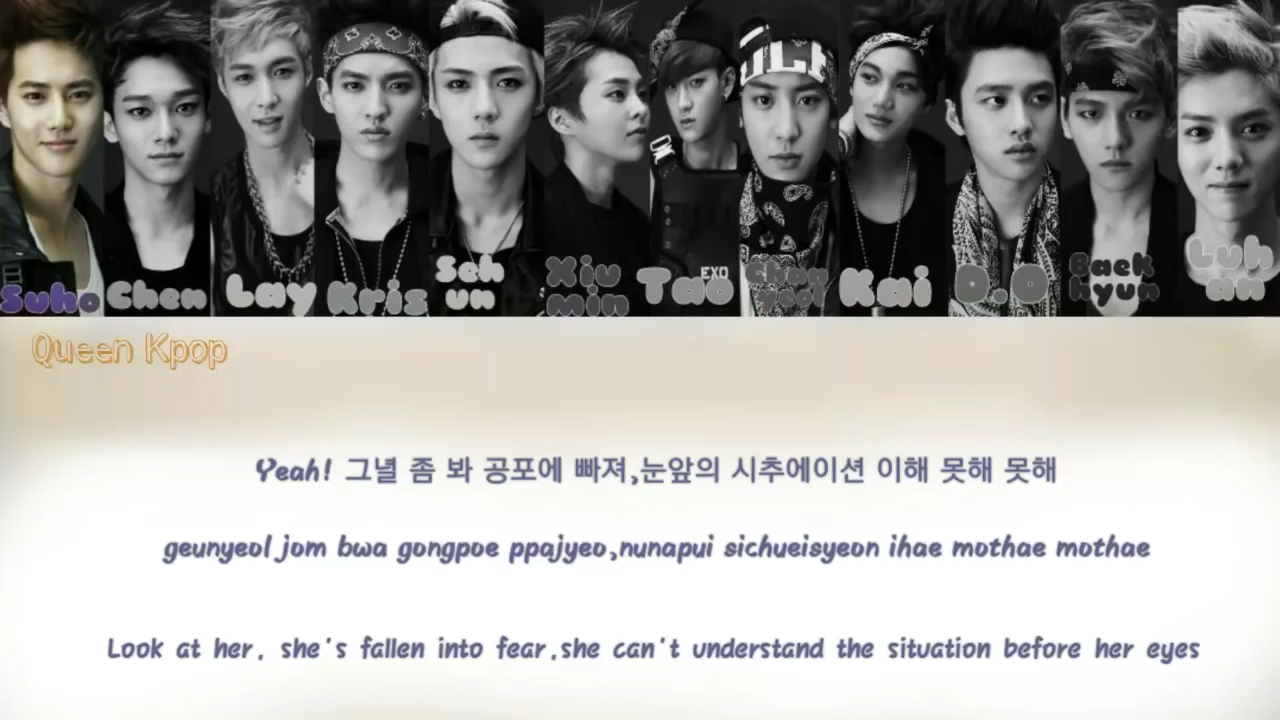 Suho
Chen
Lay
Kris
Seh
un
Xiu
min
Tao
EXO
Chan
yeol
Kai
D.O
Baek
hyun
Luh
an
Queen Kpop
Yeah! 그녈 좀 봐 공포에 빠져,눈앞의 시추에이션 이해 못해 못해
geunyeol jom bwa gongpoe ppajyeo,nunapui sichueisyeon ihae mothae mothae
Look at her, she's fallen into fear,she can't understand the situation before her eyes